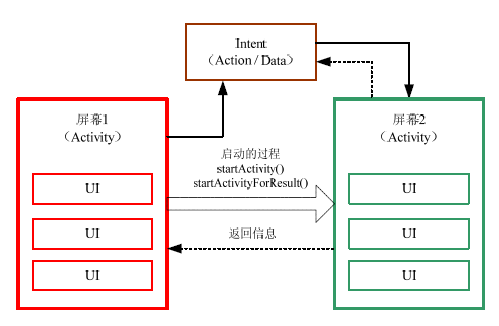 Intent
（Action / Data）
屏幕1
（Activity）
UI
UI
UI
启动的过程
startActivity()
startActivityForResult()
返回信息
屏幕2
（Activity）
UI
UI
UI